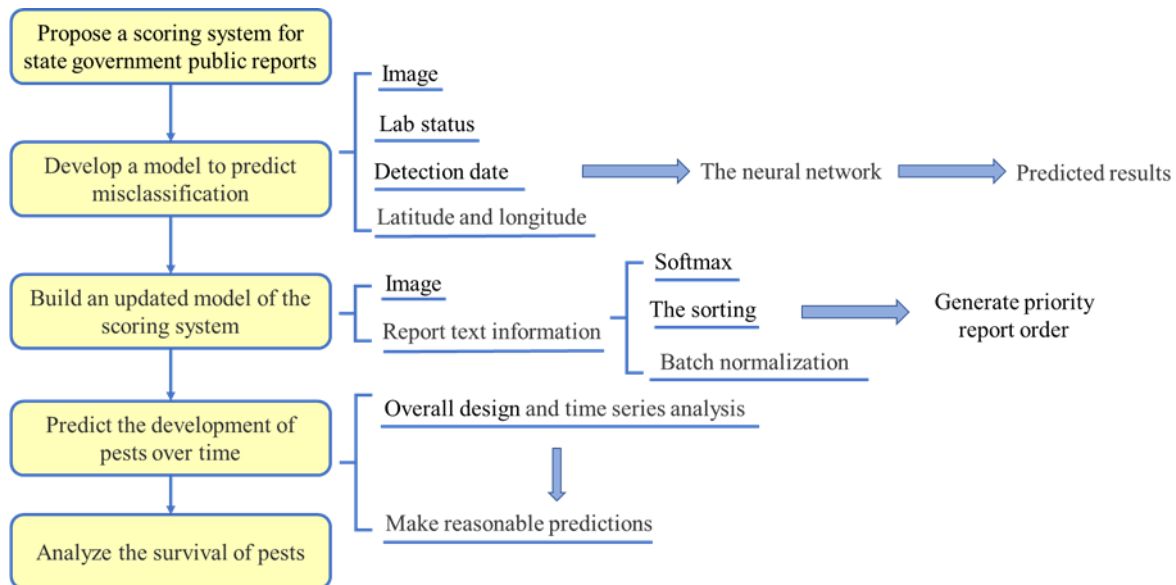 Propose a scoring system for
state government public reports
Develop a model to predict
misclassification
Image
Lab status
Detection date
Latitude and longitude
The neural network
Predicted results
Build an updated model of the
scoring system
Image
Report text information
Softmax
The sorting
Batch normalization
Generate priority
report order
Predict the development of
pests over time
Overall design and time series analysis
Make reasonable predictions
Analyze the survival of pests